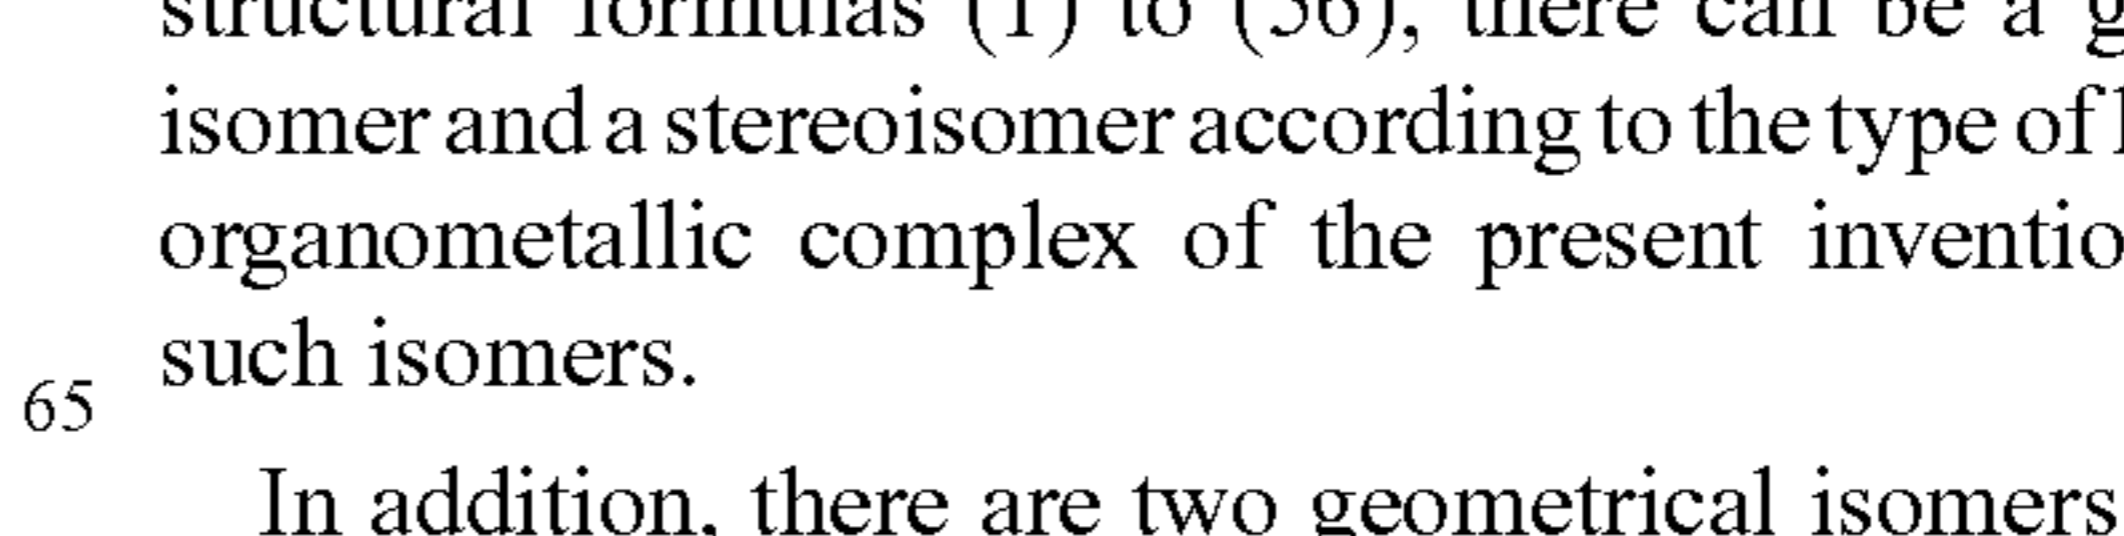 structural formulas (1) to (36), there can be a
isomer and a stereoisomer according to the type of
organometallic complex of the present inventio
such isomers.
65
In addition, there are two geometrical isomers